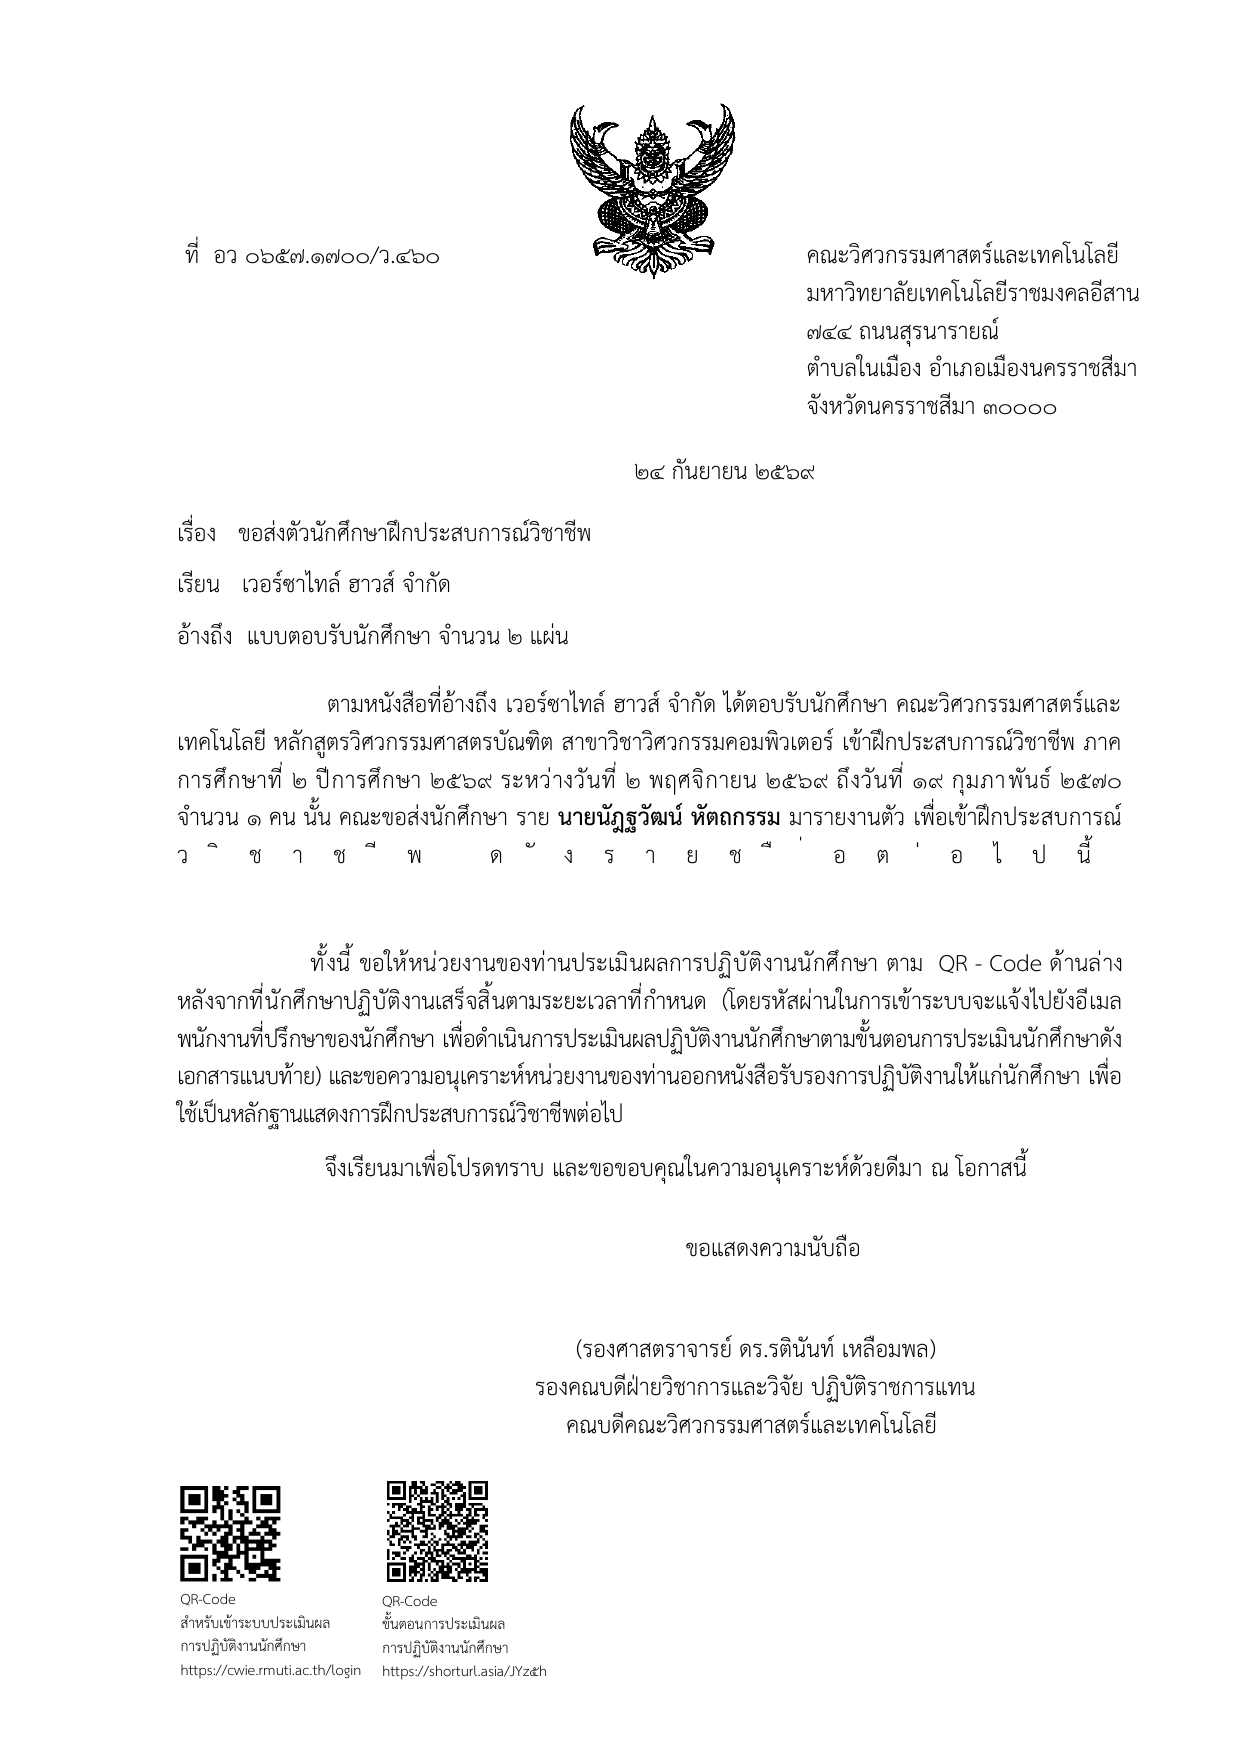 ที่  อว ๐๖๕๗.๑๗๐๐/ว.๔๖๐
คณะวิศวกรรมศาสตร์และเทคโนโลยี
มหาวิทยาลัยเทคโนโลยีราชมงคลอีสาน
๗๔๔ ถนนสุรนารายณ์
ตำบลในเมือง อำเภอเมืองนครราชสีมา
จังหวัดนครราชสีมา ๓๐๐๐๐
๒๔ กันยายน ๒๕๖๙
เรื่อง ขอส่งตัวนักศึกษาฝึกประสบการณ์วิชาชีพ
เรียน เวอร์ซาไทล์ ฮาวส์ จำกัด
อ้างถึง แบบตอบรับนักศึกษา จำนวน ๒ แผ่น
ตามหนังสือที่อ้างถึง เวอร์ซาไทล์ ฮาวส์ จำกัด ได้ตอบรับนักศึกษา คณะวิศวกรรมศาสตร์และ
เทคโนโลยี หลักสูตรวิศวกรรมศาสตรบัณฑิต สาขาวิชาวิศวกรรมคอมพิวเตอร์ เข้าฝึกประสบการณ์วิชาชีพ ภาค
การศึกษาที่ ๒ ปีการศึกษา ๒๕๖๙ ระหว่างวันที่ ๒ พฤศจิกายน ๒๕๖๙ ถึงวันที่ ๑๙ กุมภาพันธ์ ๒๕๗๐
จำนวน ๑ คน นั้น คณะขอส่งนักศึกษา ราย นายนัฎฐวัฒน์ หัตถกรรม มารายงานตัว เพื่อเข้าฝึกประสบการณ์
วิชาชีพ ดังรายชื่อต่อไปนี้
ทั้งนี้ ขอให้หน่วยงานของท่านประเมินผลการปฏิบัติงานนักศึกษา ตาม QR - Code ด้านล่าง
หลังจากที่นักศึกษาปฏิบัติงานเสร็จสิ้นตามระยะเวลาที่กำหนด (โดยรหัสผ่านในการเข้าระบบจะแจ้งไปยังอีเมล
พนักงานที่ปรึกษาของนักศึกษา เพื่อดำเนินการประเมินผลปฏิบัติงานนักศึกษาตามขั้นตอนการประเมินนักศึกษาดัง
เอกสารแนบท้าย) และขอความอนุเคราะห์หน่วยงานของท่านออกหนังสือรับรองการปฏิบัติงานให้แก่นักศึกษา เพื่อ
ใช้เป็นหลักฐานแสดงการฝึกประสบการณ์วิชาชีพต่อไป
จึงเรียนมาเพื่อโปรดทราบ และขอขอบคุณในความอนุเคราะห์ด้วยดีมา ณ โอกาสนี้
ขอแสดงความนับถือ
(รองศาสตราจารย์ ดร.รตินันท์ เหลือมพล)
รองคณบดีฝ่ายวิชาการและวิจัย ปฏิบัติราชการแทน
คณบดีคณะวิศวกรรมศาสตร์และเทคโนโลยี
QR-Code
สำหรับเข้าระบบประเมินผล
การปฏิบัติงานนักศึกษา
https://cwie.rmuti.ac.th/login
QR-Code
ขั้นตอนการประเมินผล
การปฏิบัติงานนักศึกษา
https://shorturl.asia/JYz๕h